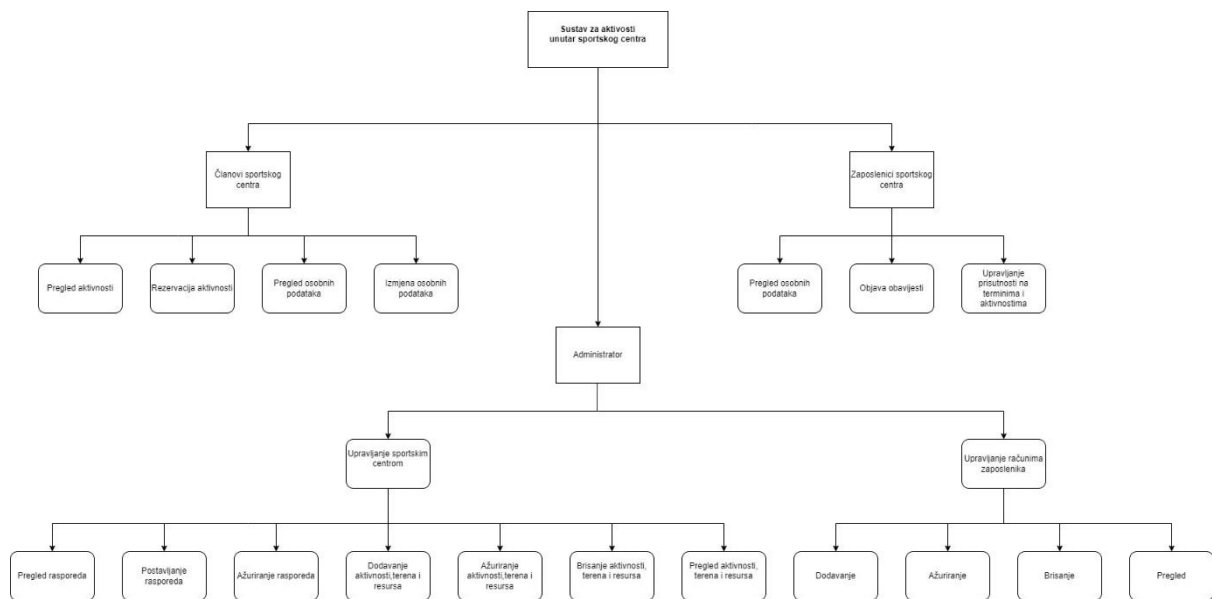 Sustav za aktivosti
unutar sportskog centra
Članovi sportskog
centra
Zaposlenici sportskog
centra
Pregled aktivnosti
Rezervacija aktivnosti
Pregled osobnih
podataka
Izmjena osobnih
podataka
Pregled osobnih
podataka
Objava obavijesti
Upravljanje
prisutnosti na
terminima i
aktivnostima
Administrator
Upravljanje sportskim
centrom
Upravljanje računima
zaposlenika
Pregled rasporeda
Postavljanje
rasporeda
Ažuriranje rasporeda
Dodavanje
aktivnosti,terena i
resursa
Ažuriranje
aktivnosti,terena i
resursa
Brisanje aktivnosti,
terena i resursa
Pregled aktivnosti,
terena i resursa
Dodavanje
Ažuriranje
Brisanje
Pregled